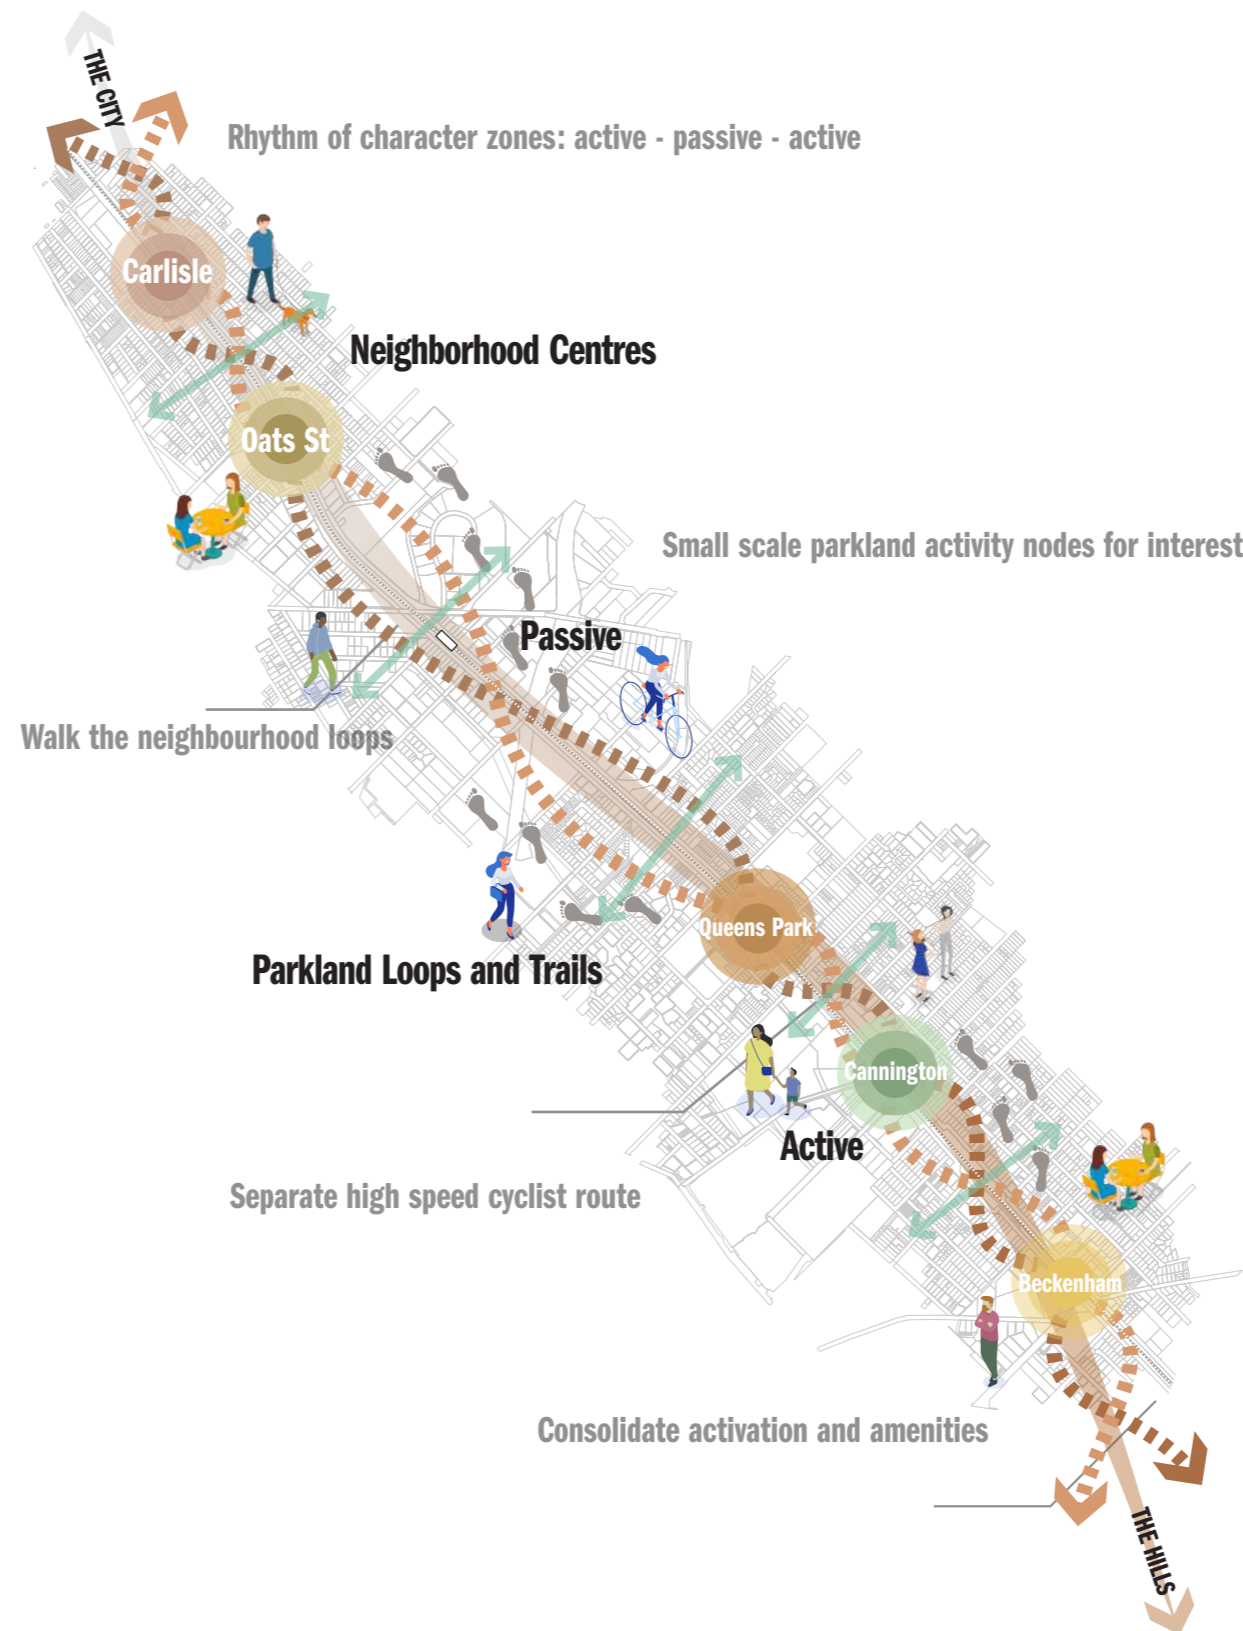 THE CITY
Rhythm of character zones: active - passive - active
Carlisle
Neighborhood Centres
Oats St
Small scale parkland activity nodes for interest
Passive
Walk the neighbourhood loops
Queens Park
Parkland Loops and Trails
Cannington
Active
Separate high speed cyclist route
Beckenham
Consolidate activation and amenities
THE HILLS